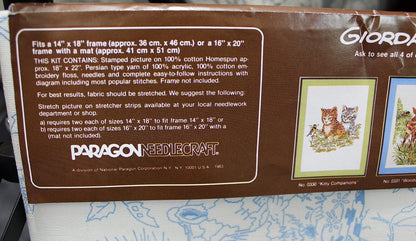 Fits a 14" x 18" frame (approx. 36 cm. x 46 cm.) or a 16" x 20"
frame with a mat (approx. 41 cm x 51 cm)
THIS KIT CONTAINS: Stamped picture on 100% cotton Homespun ap-
prox. 18" x 22". Persian type yarn of 100% acrylic, 100% cotton em-
broidery floss, needles and complete easy-to-follow instructions with
diagram including most popular stitches. Frame not included.
For best results, fabric should be stretched. We suggest the following:
Stretch picture on stretcher strips available at your local needlework
department or shop.
a) requires two each of sizes 14" x 18" to fit frame 14" x 18" or
b) requires two each of sizes 16" x 20" to fit frame 16" x 20" with a
(mat not included).
PARAGON NEEDLECRAFT.
A division of National Paragon Corporation N.Y., N.Y. 10001 U.S.A. 1982
GIORDA
Ask to see all 4 of
No. 0330 "Kitty Companions"
No. 0331